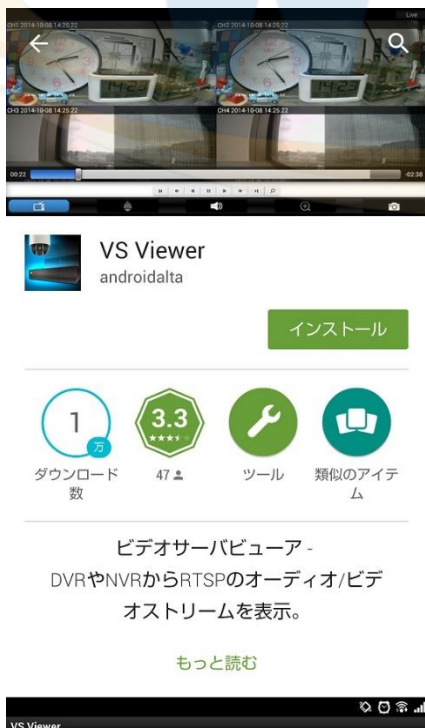 Live
CH1 2014-10-08 14:25:22
CH2 2014-10-08 14:25:22
14:25
CH3 2014-10-08 14:25:22
CH4 2014-10-08 14:25:22
00:22
-02:38
VS Viewer
androidalta
インストール
1
万
3.3
ダウンロード
数
47
ツール
類似のアイテ
ム
ビデオサーバビューア -
DVRやNVRからRTSPのオーディオ/ビデ
オストリームを表示。
もっと読む
VS Viewer